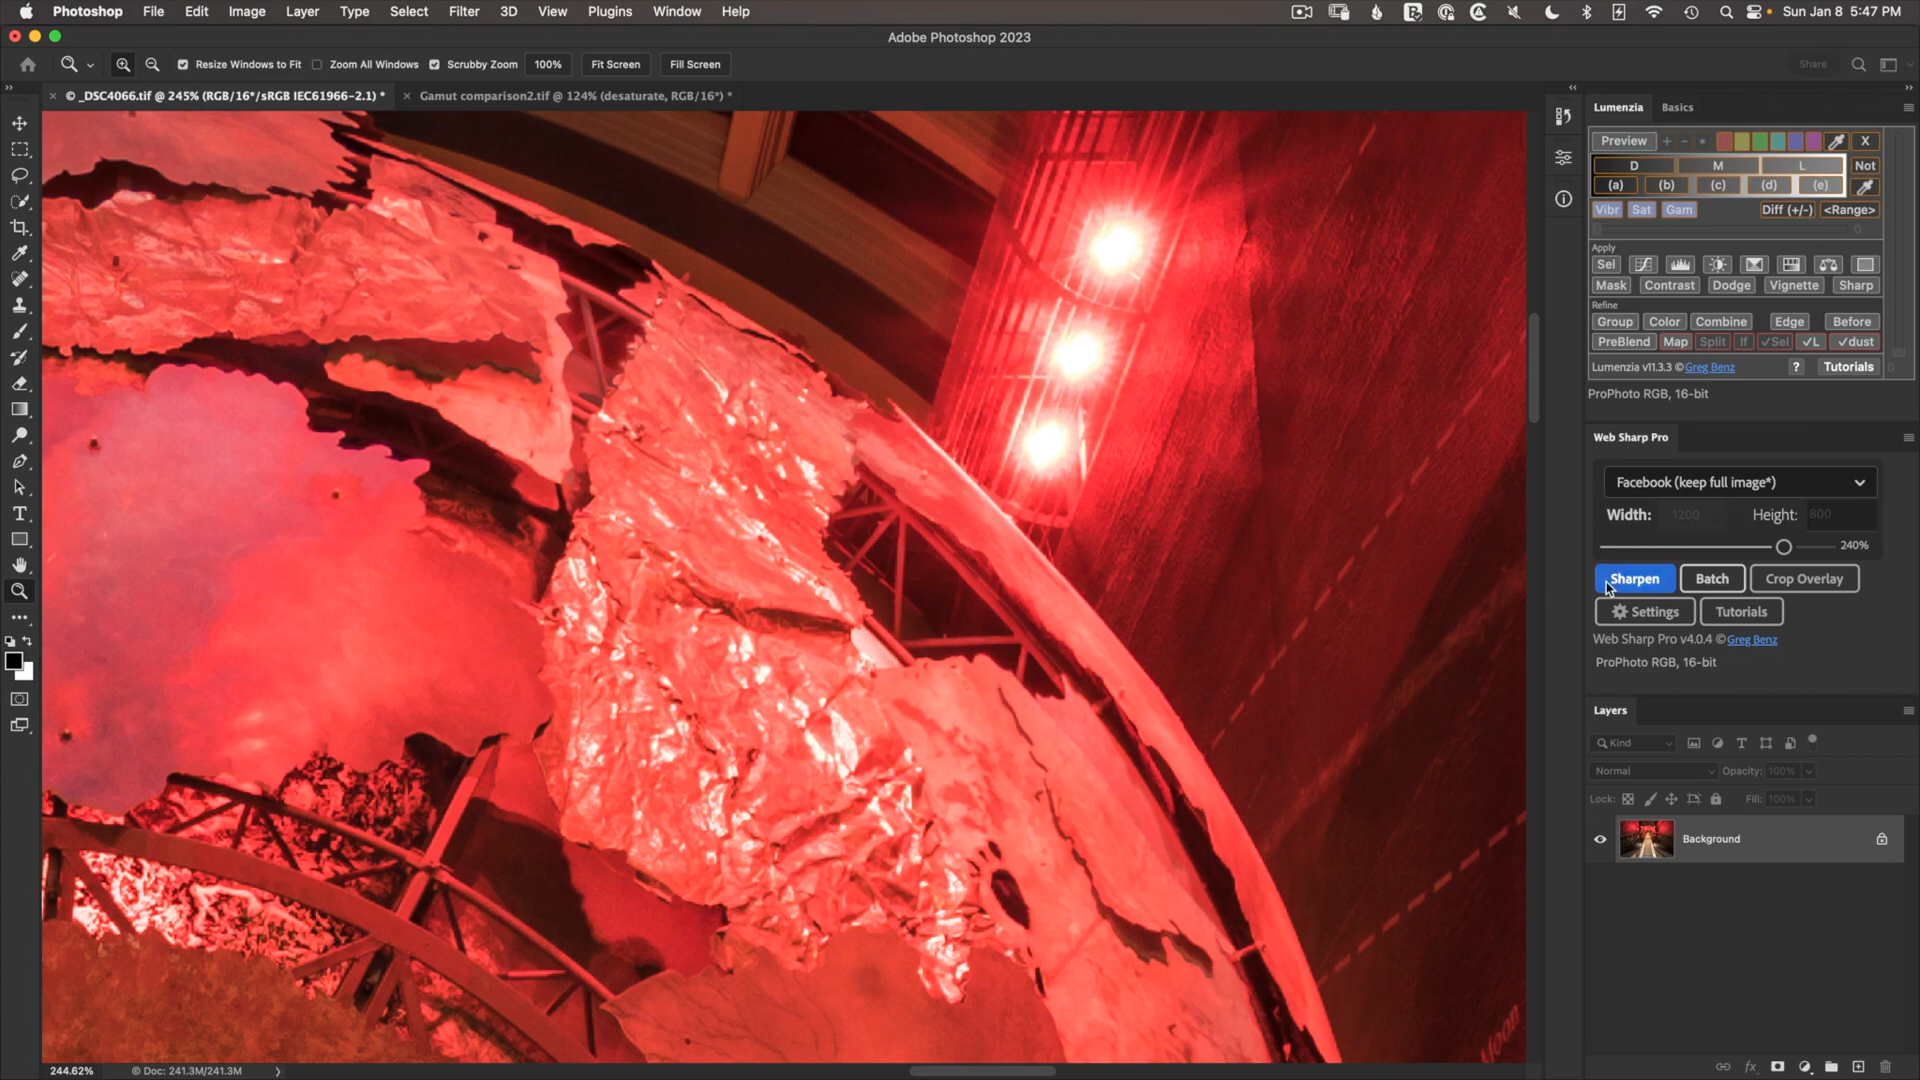 Photoshop File Edit Image Layer Type Select Filter 3D View Plugins Window Help Sun Jan 8 5:47 PM
Adobe Photoshop 2023
Resize Windows to Fit Zoom All Windows Scrubby Zoom 100% Fit Screen Fill Screen Share
× © _DSC4066.tif @ 245% (RGB/16*/sRGB IEC61966-2.1) * × Gamut comparison2.tif @ 124% (desaturate, RGB/16*) *
Lumenzia Basics
Preview + - • X
D M L Not
(a) (b) (c) (d) (e)
Vibr Sat Gam Diff (+/-) <Range>
0
Apply
Sel
Mask Contrast Dodge Vignette Sharp
Refine
Group Color Combine Edge Before
PreBlend Map Split If ✓Sel ✓L ✓dust
Lumenzia v11.3.3 © Greg Benz ? Tutorials 0
ProPhoto RGB, 16-bit
Web Sharp Pro
Facebook (keep full image*)
Width: 1200 Height: 800
240%
Sharpen Batch Crop Overlay
Settings Tutorials
Web Sharp Pro v4.0.4 © Greg Benz
ProPhoto RGB, 16-bit
Layers
Kind
Normal Opacity: 100%
Lock: Fill: 100%
Background
Moon
244.62% © Doc: 241.3M/241.3M
fx